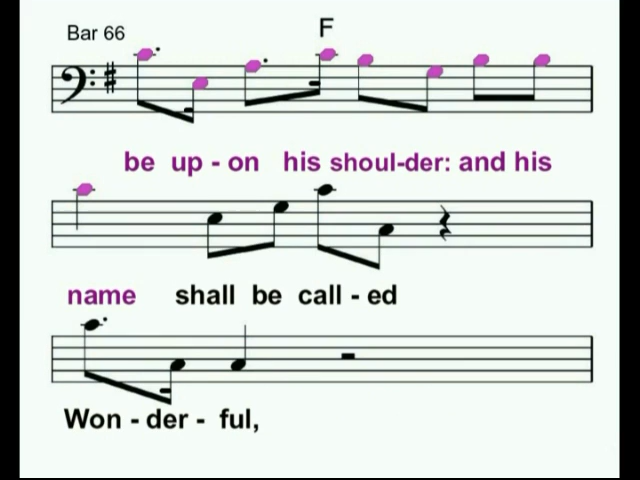 Bar 66
F
be up - on his shoul-der: and his
name shall be call - ed
Won - der - ful,